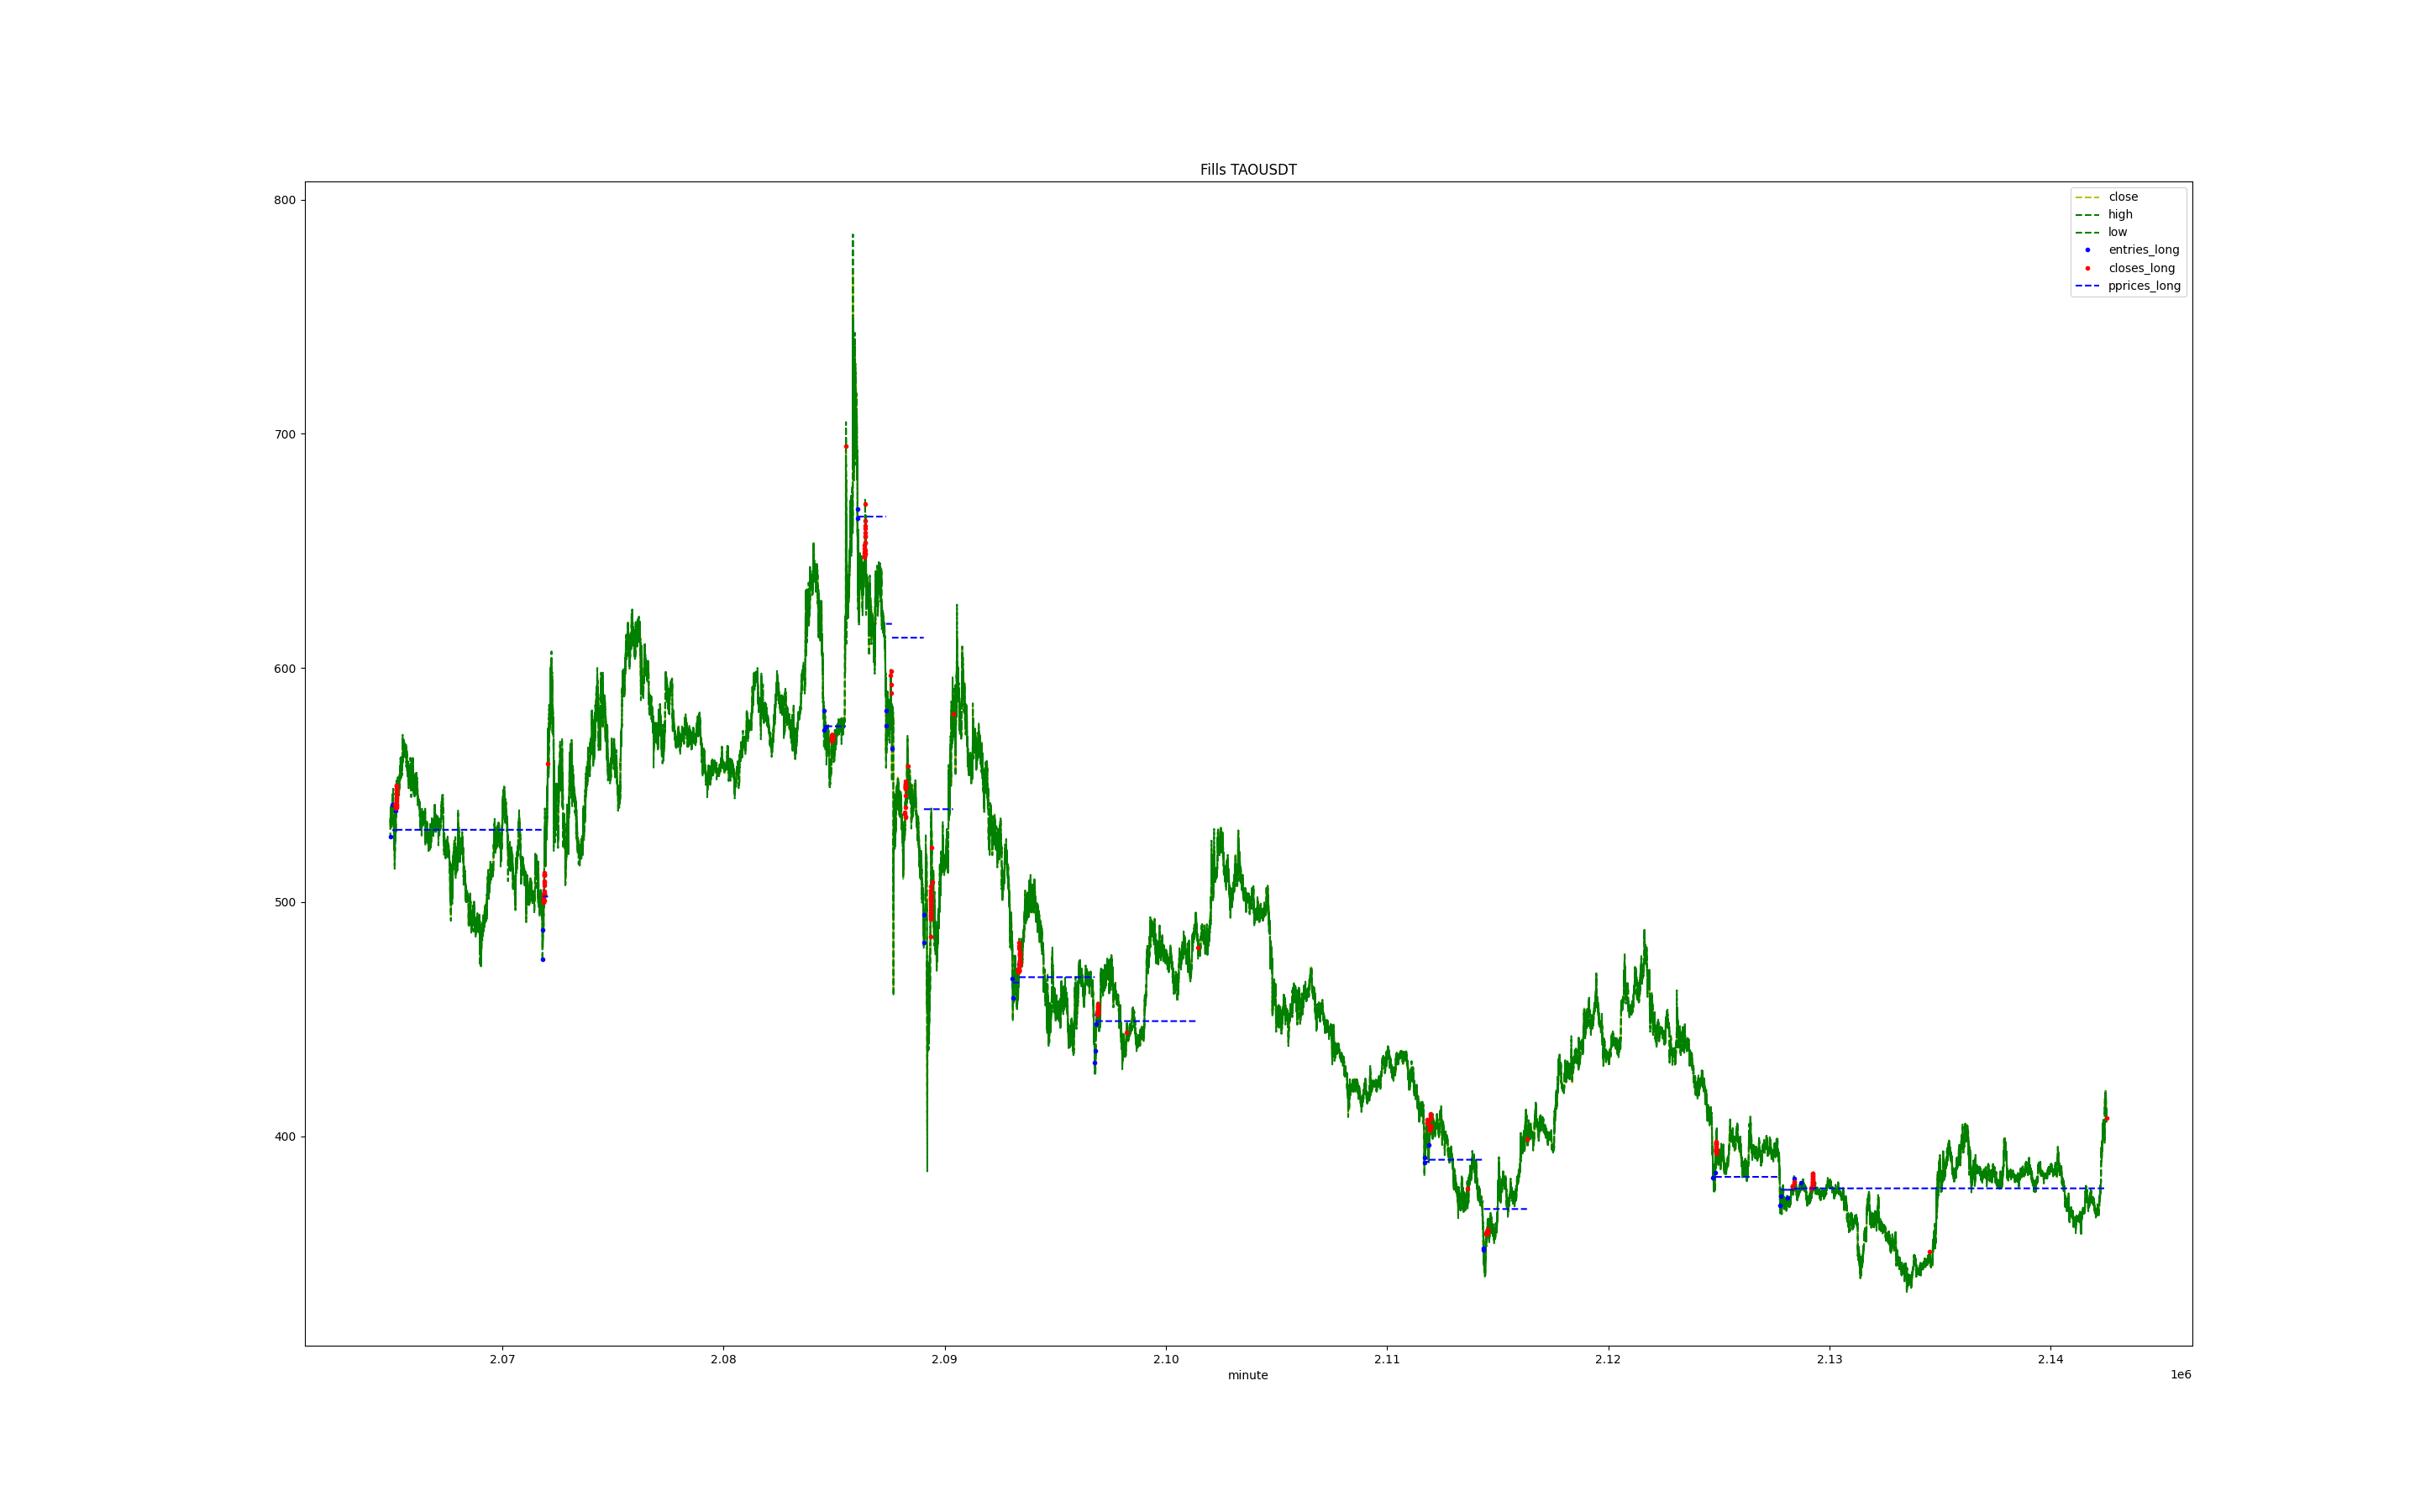 Fills TAOUSDT
close
high
low
entries_long
closes_long
pprices_long
800
700
600
500
400
2.07 2.08 2.09 2.10 2.11 2.12 2.13 2.14
minute
1e6